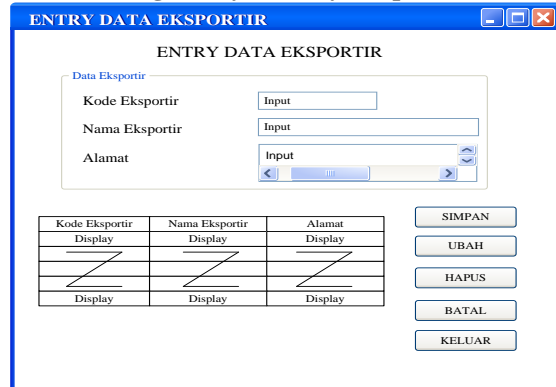 ENTRY DATA EKSPORTIR
ENTRY DATA EKSPORTIR
Data Eksportir
Kode Eksportir Input
Nama Eksportir Input
Alamat Input
Kode Eksportir Nama Eksportir Alamat
Display Display Display
Display Display Display
SIMPAN
UBAH
HAPUS
BATAL
KELUAR